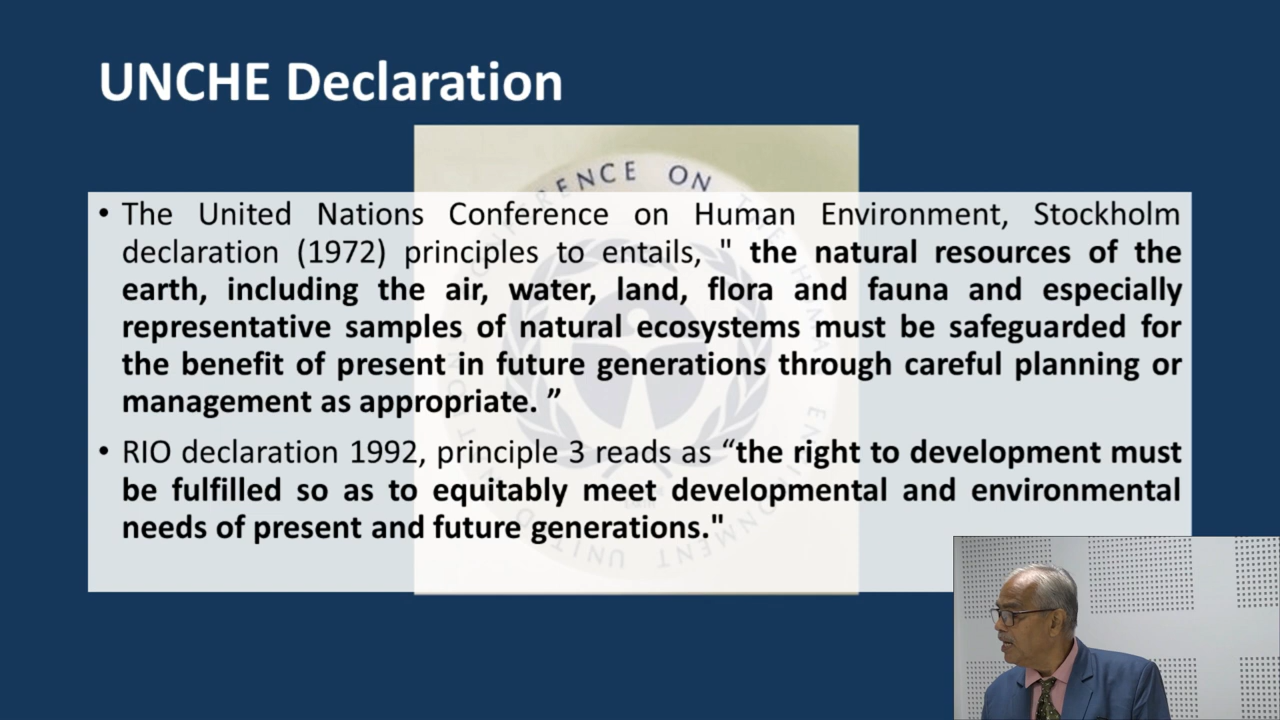 UNCHE Declaration
ENCE ON TH
• The United Nations Conference on Human Environment, Stockholm
declaration (1972) principles to entails, " the natural resources of the
earth, including the air, water, land, flora and fauna and especially
representative samples of natural ecosystems must be safeguarded for
the benefit of present in future generations through careful planning or
management as appropriate. ”
• RIO declaration 1992, principle 3 reads as “the right to development must
be fulfilled so as to equitably meet developmental and environmental
needs of present and future generations."
UNITED